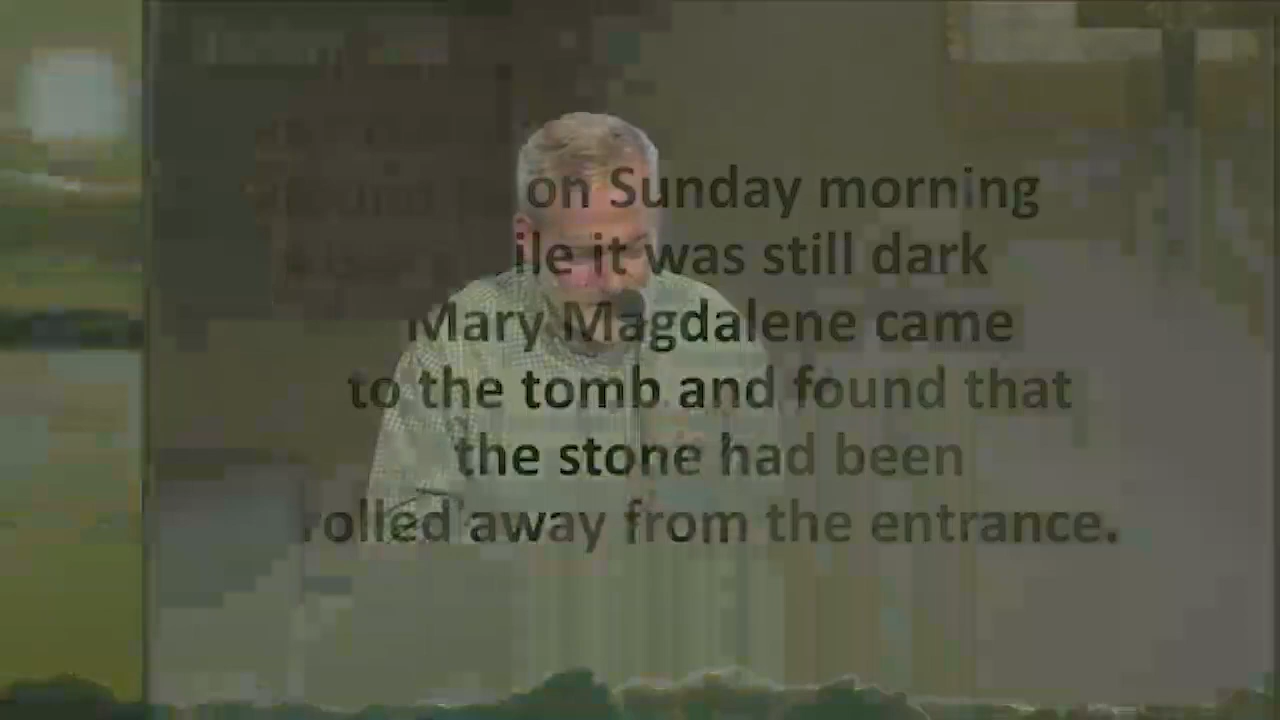 on Sunday morning
ile it was still dark
Mary Magdalene came
to the tomb and found that
the stone had been
rolled away from the entrance.